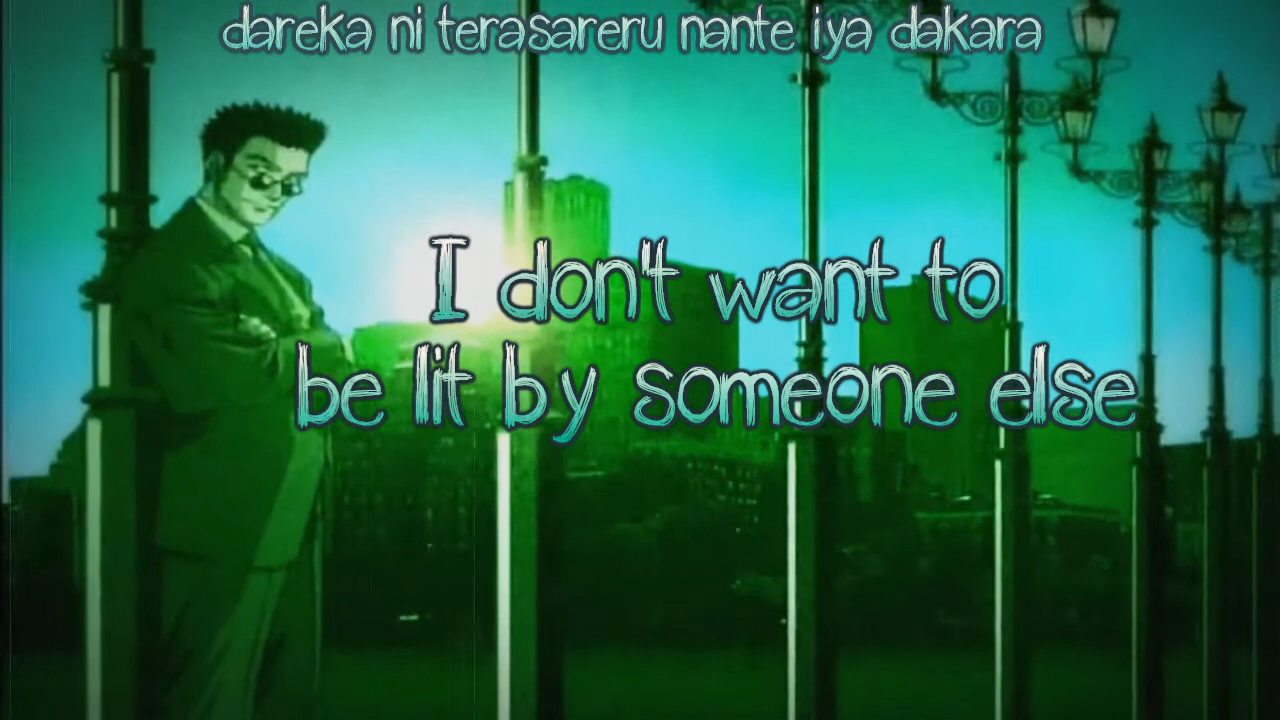 dareka ni terasareru nante iya dakara
I don't want to
be lit by someone else